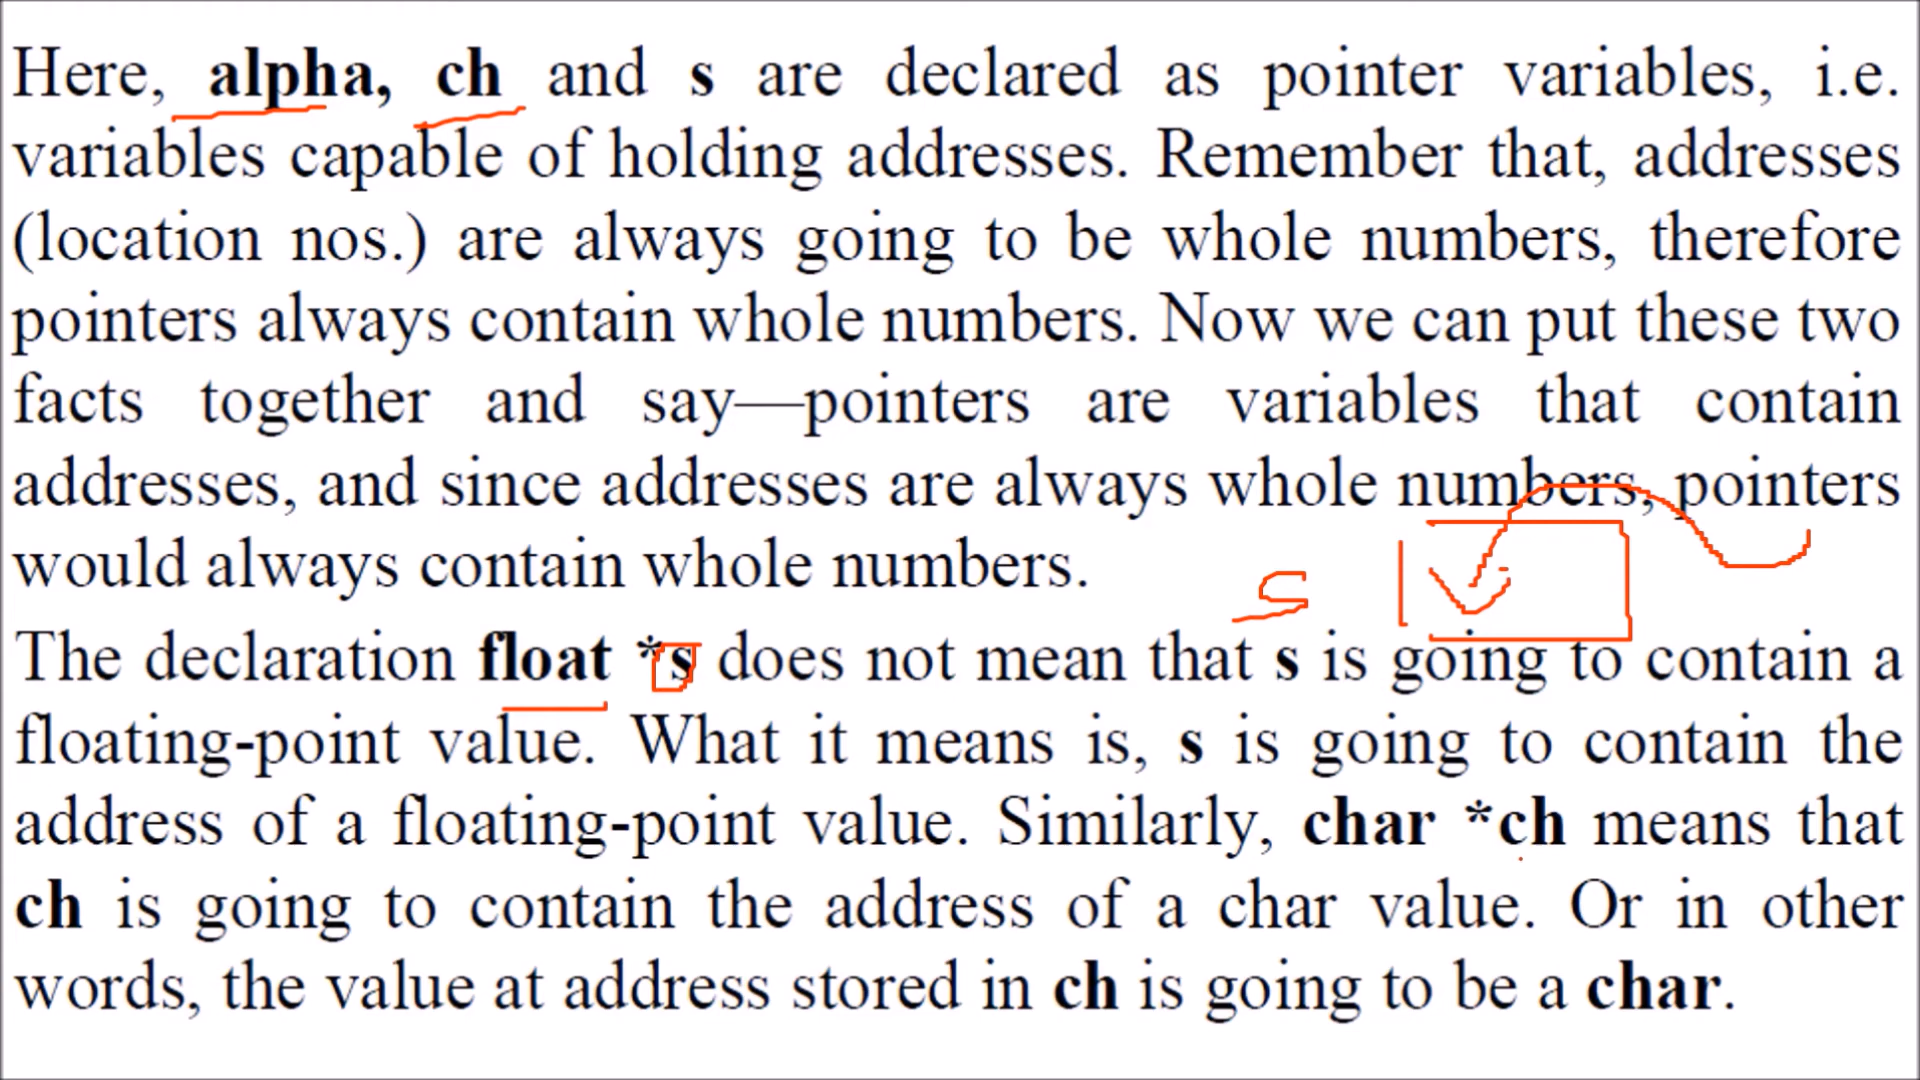 Here, alpha, ch and s are declared as pointer variables, i.e.
variables capable of holding addresses. Remember that, addresses
(location nos.) are always going to be whole numbers, therefore
pointers always contain whole numbers. Now we can put these two
facts together and say—pointers are variables that contain
addresses, and since addresses are always whole numbers, pointers
would always contain whole numbers.
The declaration float *s does not mean that s is going to contain a
floating-point value. What it means is, s is going to contain the
address of a floating-point value. Similarly, char *ch means that
ch is going to contain the address of a char value. Or in other
words, the value at address stored in ch is going to be a char.